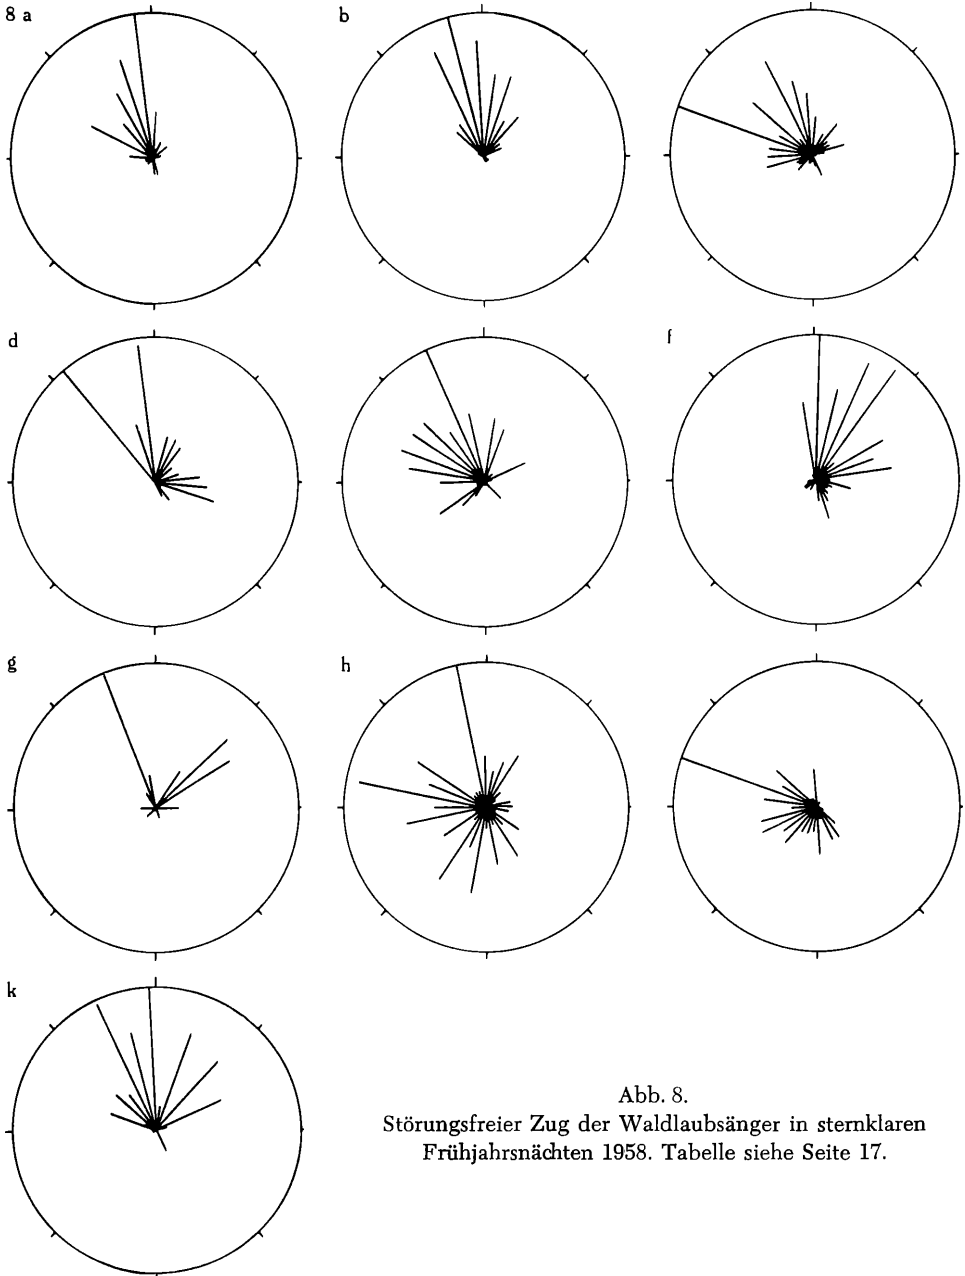 8 a
b
d
f
g
h
k
Abb. 8.
Störungsfreier Zug der Waldlaubsänger in sternklaren
Frühjahrsnächten 1958. Tabelle siehe Seite 17.